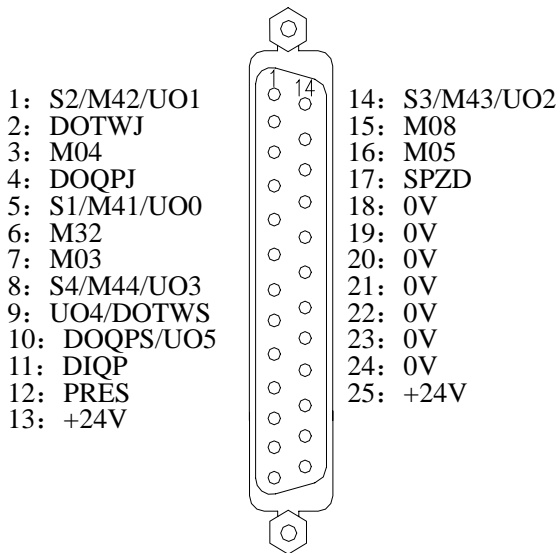 1：S2/M42/UO1
2：DOTWJ
3：M04
4：DOQPJ
5：S1/M41/UO0
6：M32
7：M03
8：S4/M44/UO3
9：UO4/DOTWS
10：DOQPS/UO5
11：DIQP
12：PRES
13：+24V
1
14
14：S3/M43/UO2
15：M08
16：M05
17：SPZD
18：0V
19：0V
20：0V
21：0V
22：0V
23：0V
24：0V
25：+24V